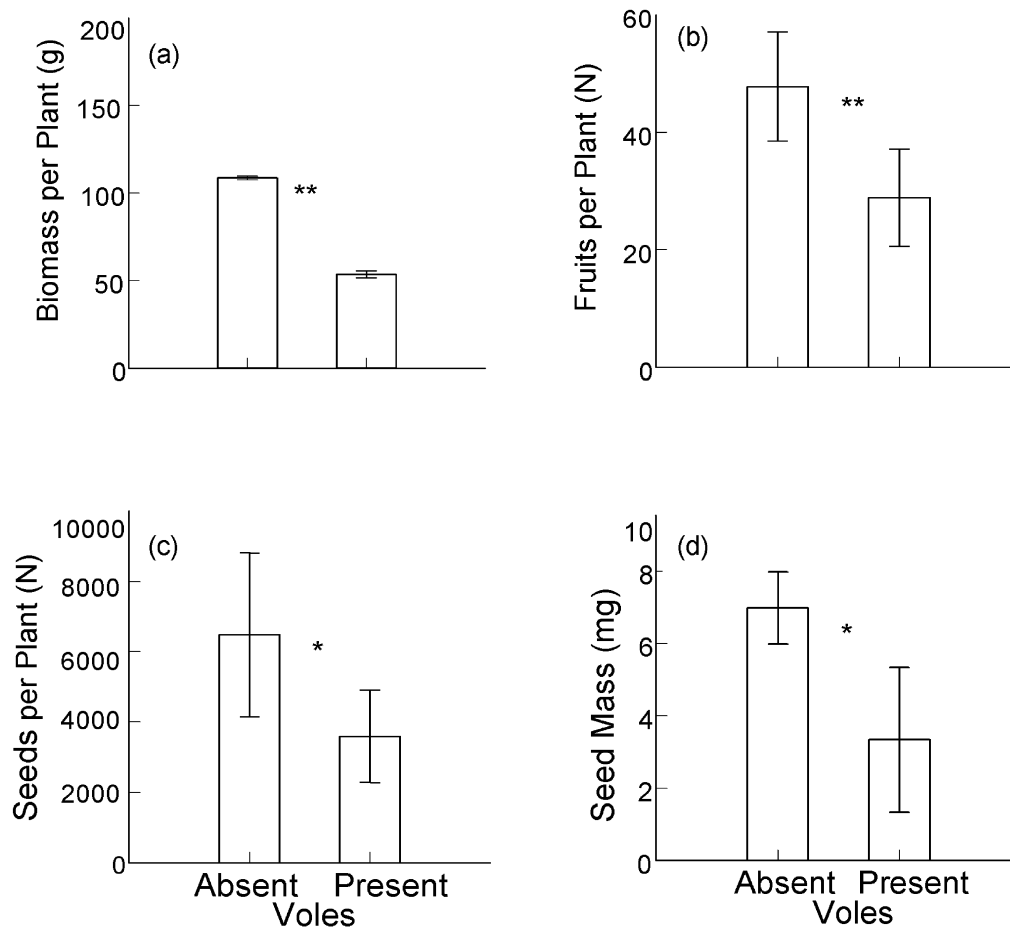 Biomass per Plant (g)
200
150
100
50
0
(a)
**
Fruits per Plant (N)
60
40
20
0
(b)
**
Seeds per Plant (N)
10000
8000
6000
4000
2000
0
(c)
*
Absent Present
Voles
Seed Mass (mg)
10
8
6
4
2
0
(d)
*
Absent Present
Voles